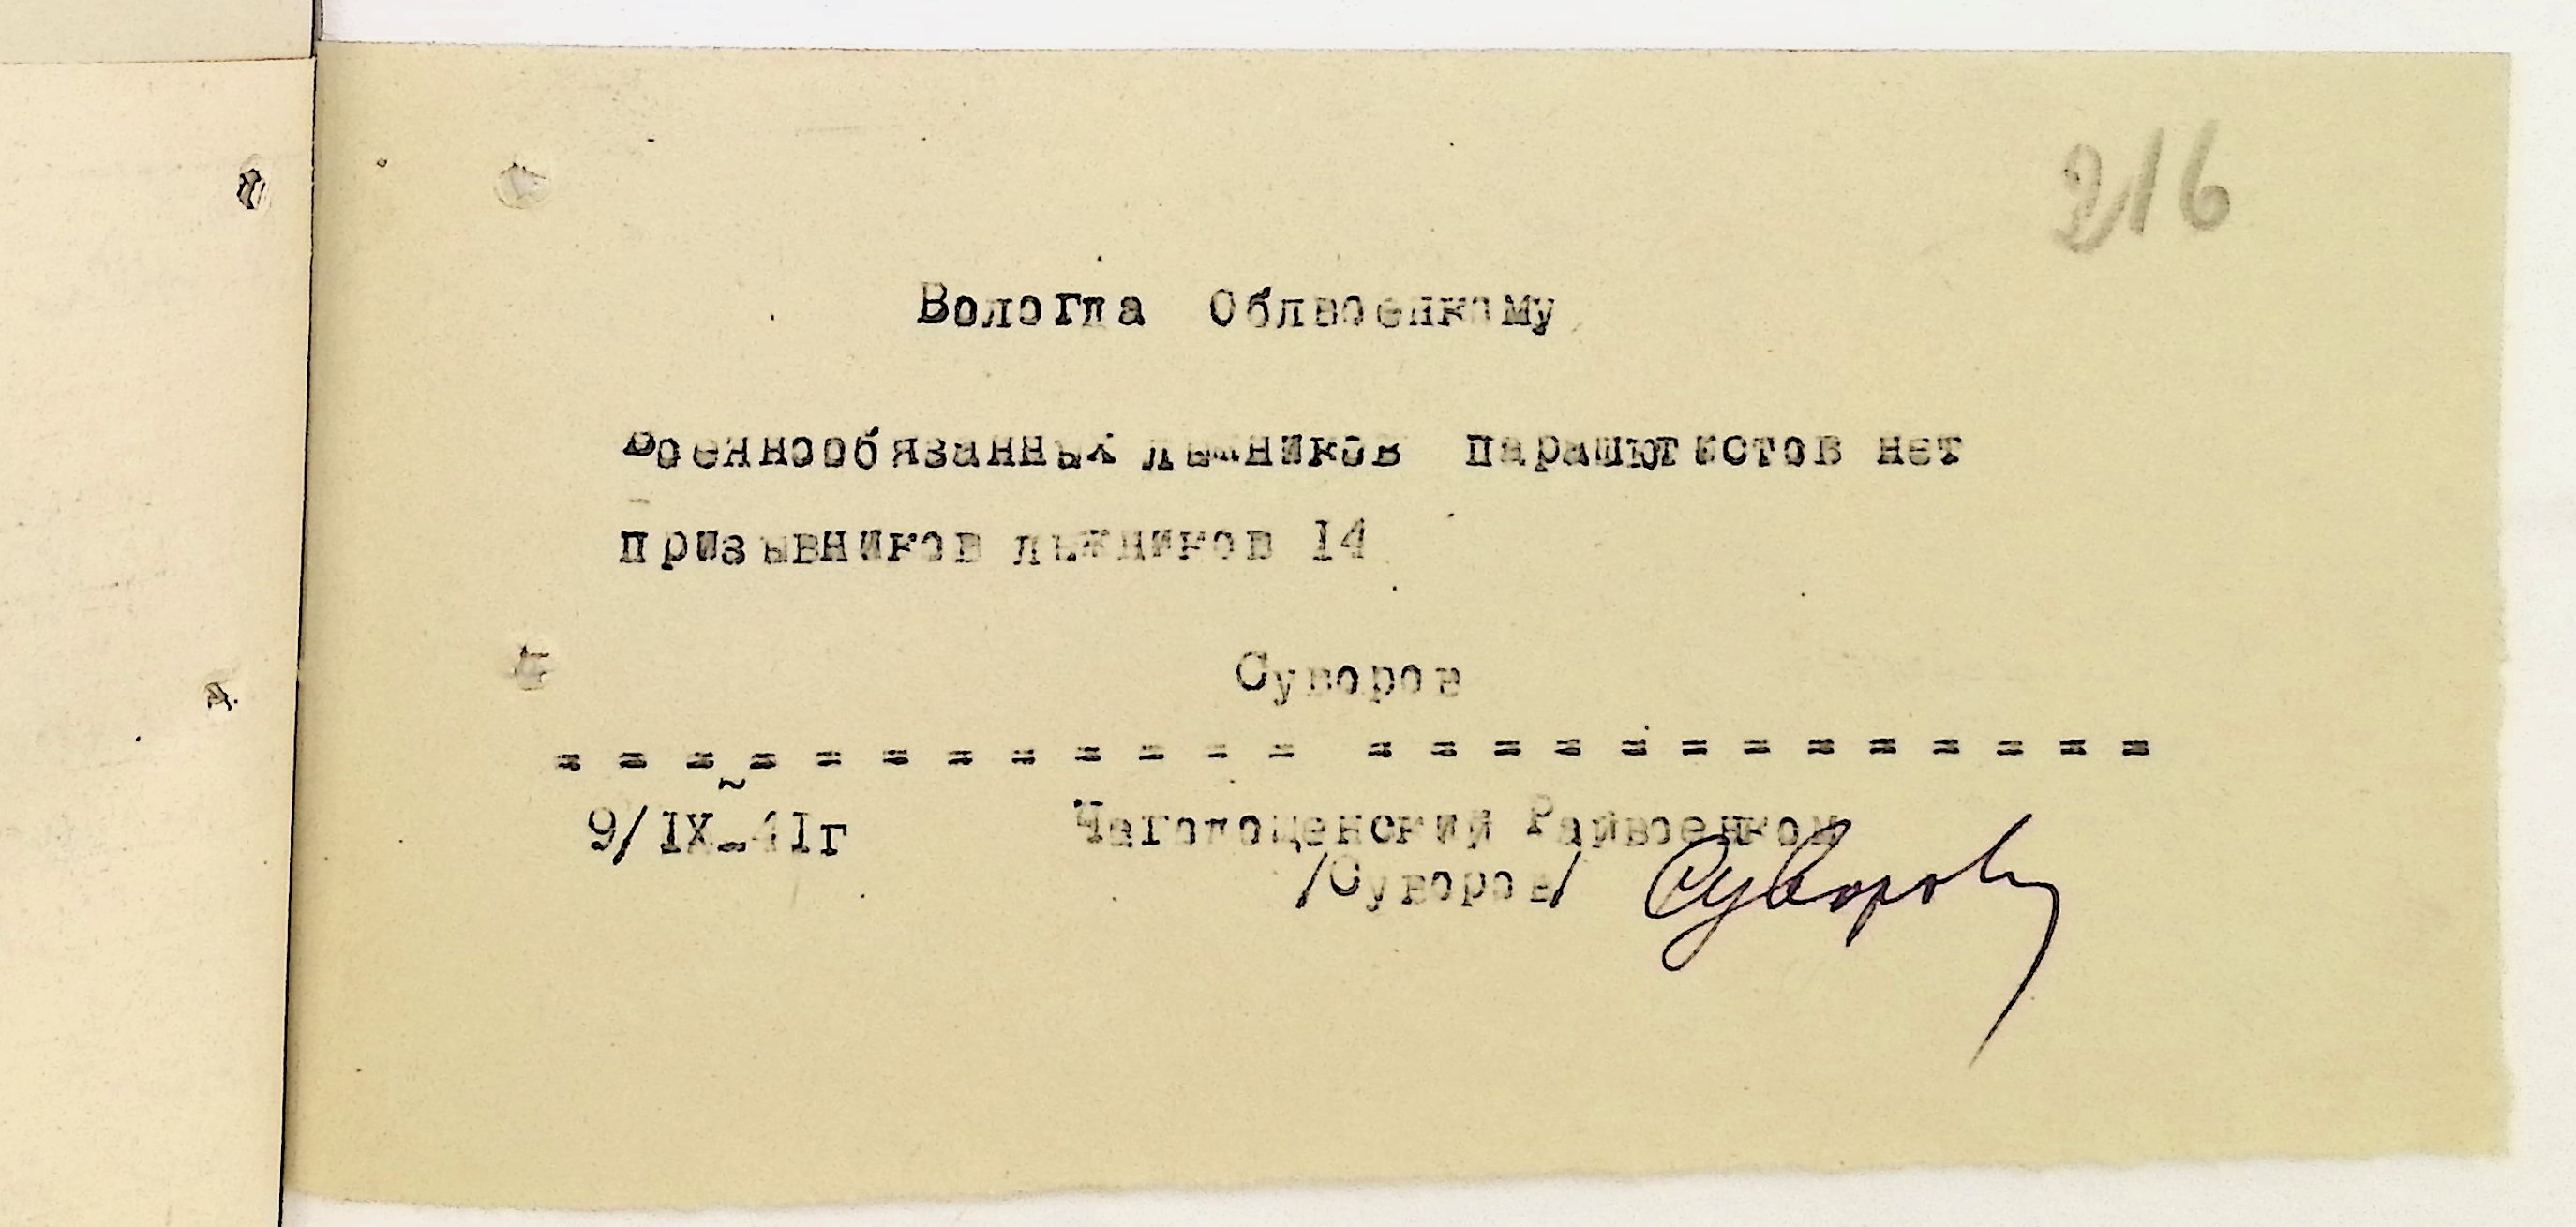 216
Вологда Облвоенкому
Военнообязанных лыжников парашютистов нет
призывников лыжников 14
Суворов
= = = = = = = = = = = = = = = = = = = = = = = = =
9/IX-41г Чагодощенский Райвоенком
/Суворов/ Суворов